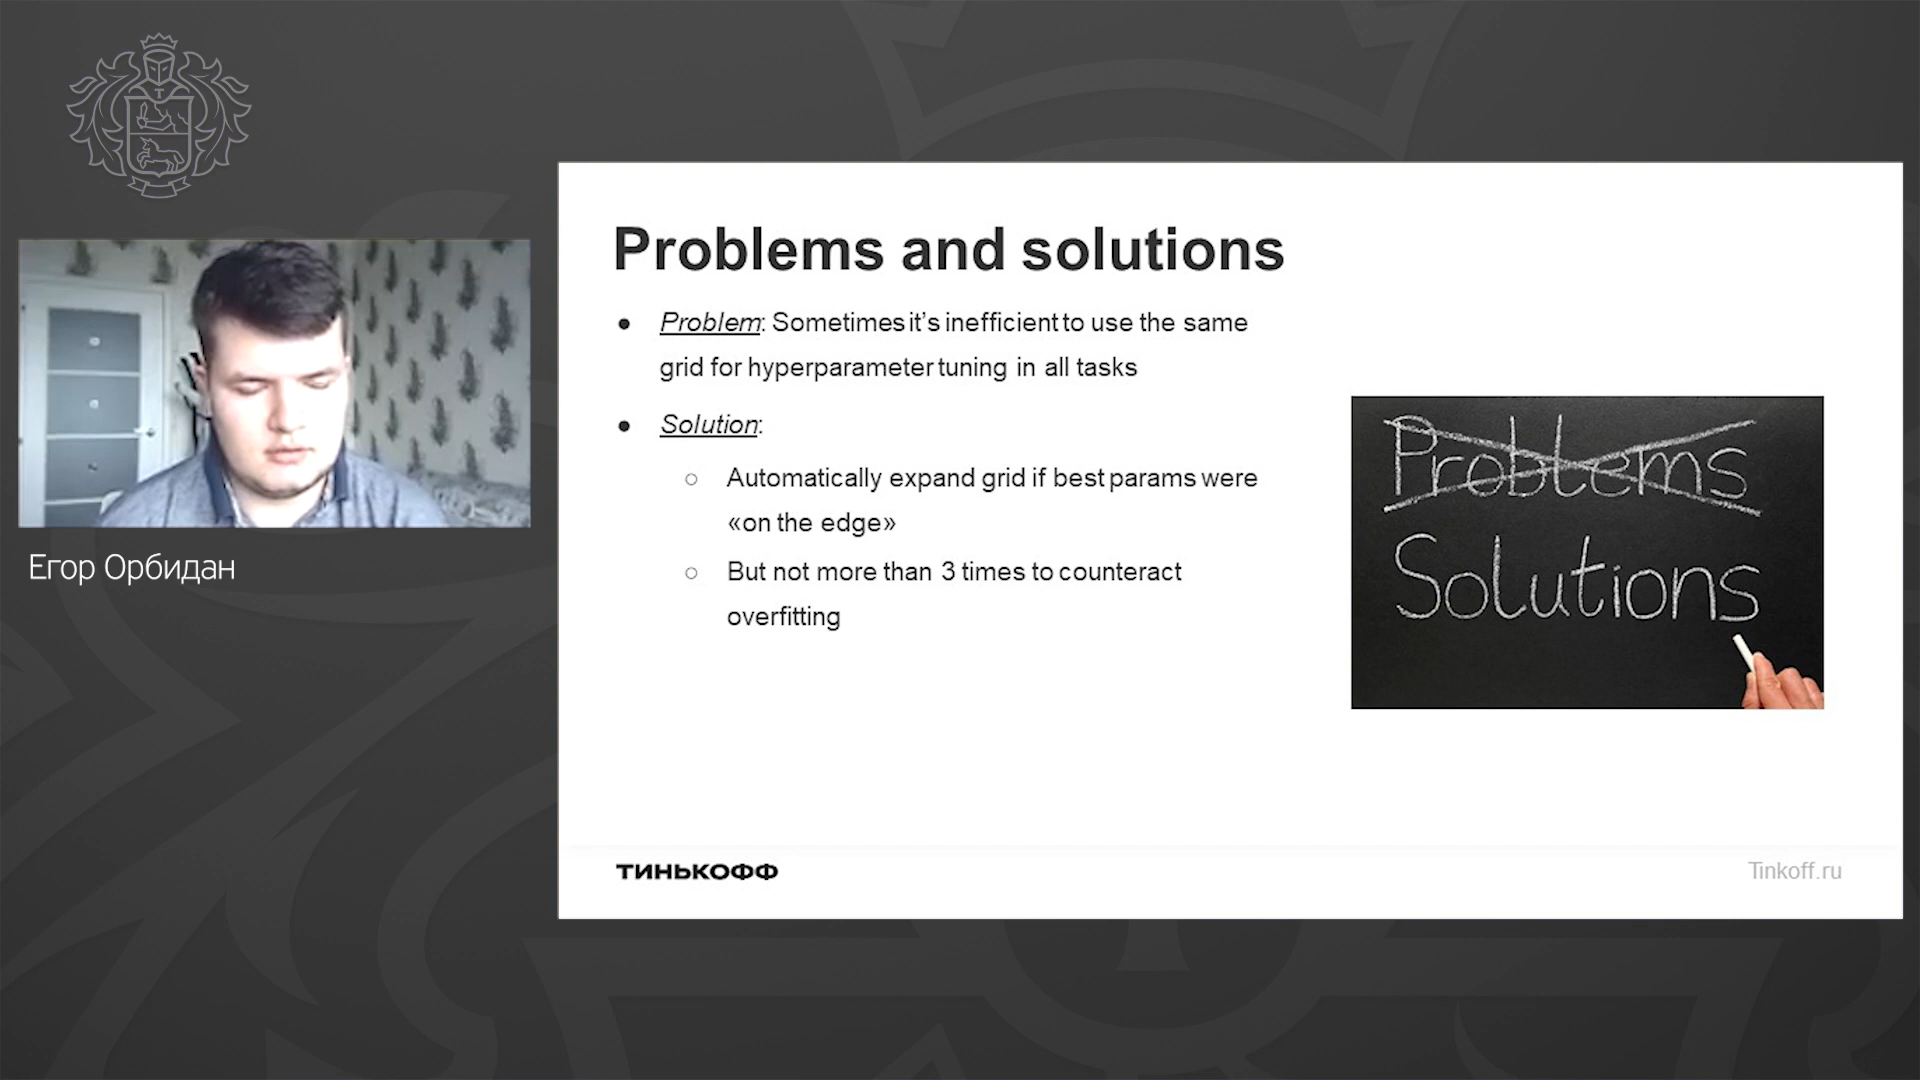 Егор Орбидан
Problems and solutions
● Problem: Sometimes it’s inefficient to use the same
grid for hyperparameter tuning in all tasks
● Solution:
○ Automatically expand grid if best params were
«on the edge»
○ But not more than 3 times to counteract
overfitting
Problems
Solutions
ТИНЬКОФФ
Tinkoff.ru